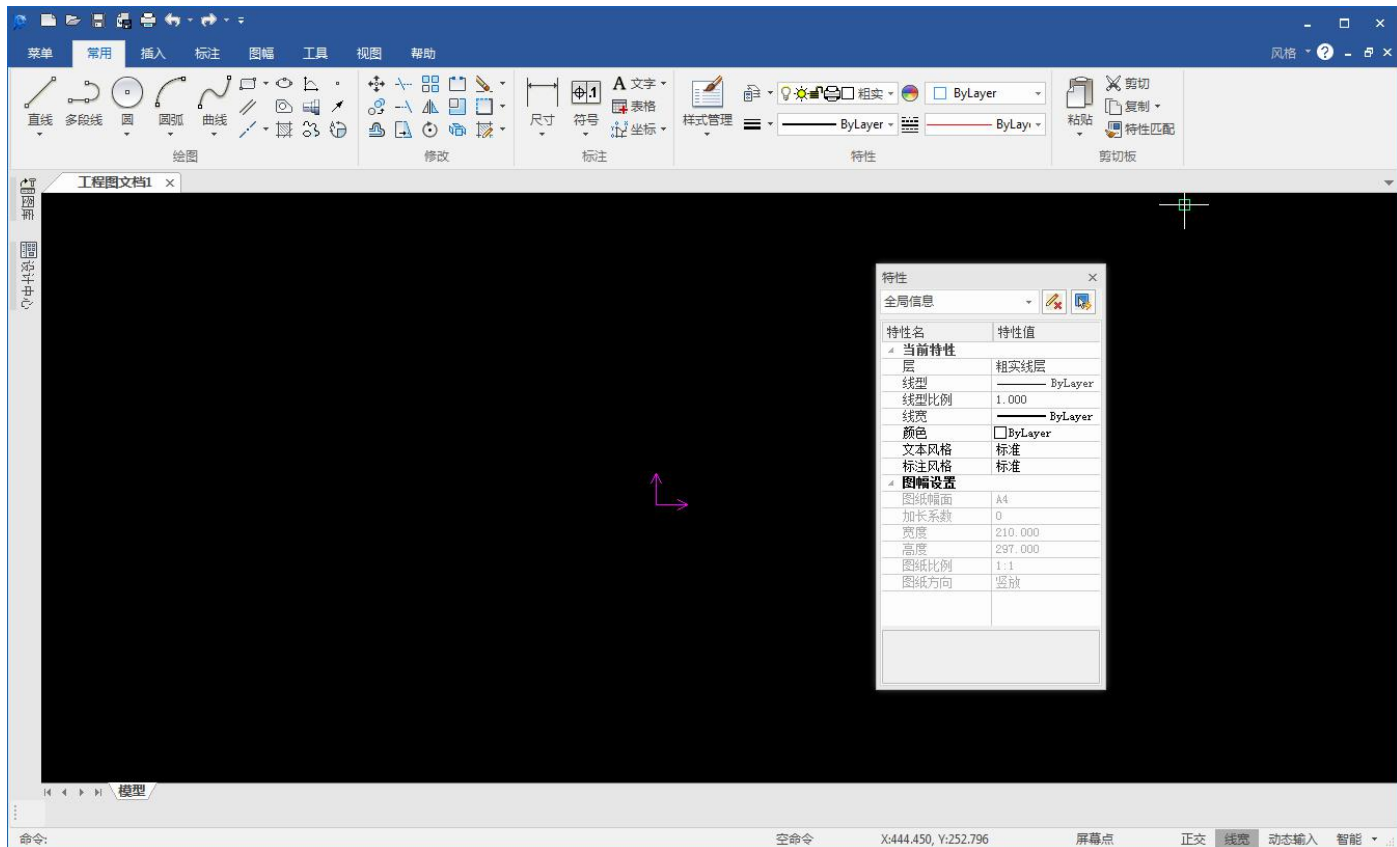 菜单 常用 插入 标注 图幅 工具 视图 帮助 风格
直线 多段线 圆 圆弧 曲线
绘图
修改
尺寸 符号 A 文字
.1 表格
坐标
标注
样式管理
粗实 ByLayer
ByLayer ByLay
特性
粘贴 剪切
复制
特性匹配
剪切板
工程图文档1
图库
设计中心
特性
全局信息
特性名 特性值
当前特性
层 粗实线层
线型 ByLayer
线型比例 1.000
线宽 ByLayer
颜色 ByLayer
文本风格 标准
标注风格 标准
图幅设置
图纸幅面 A4
加长系数 0
宽度 210.000
高度 297.000
图纸比例 1:1
图纸方向 竖放
模型
命令: 空命令 X:444.450, Y:252.796 屏幕点 正交 线宽 动态输入 智能